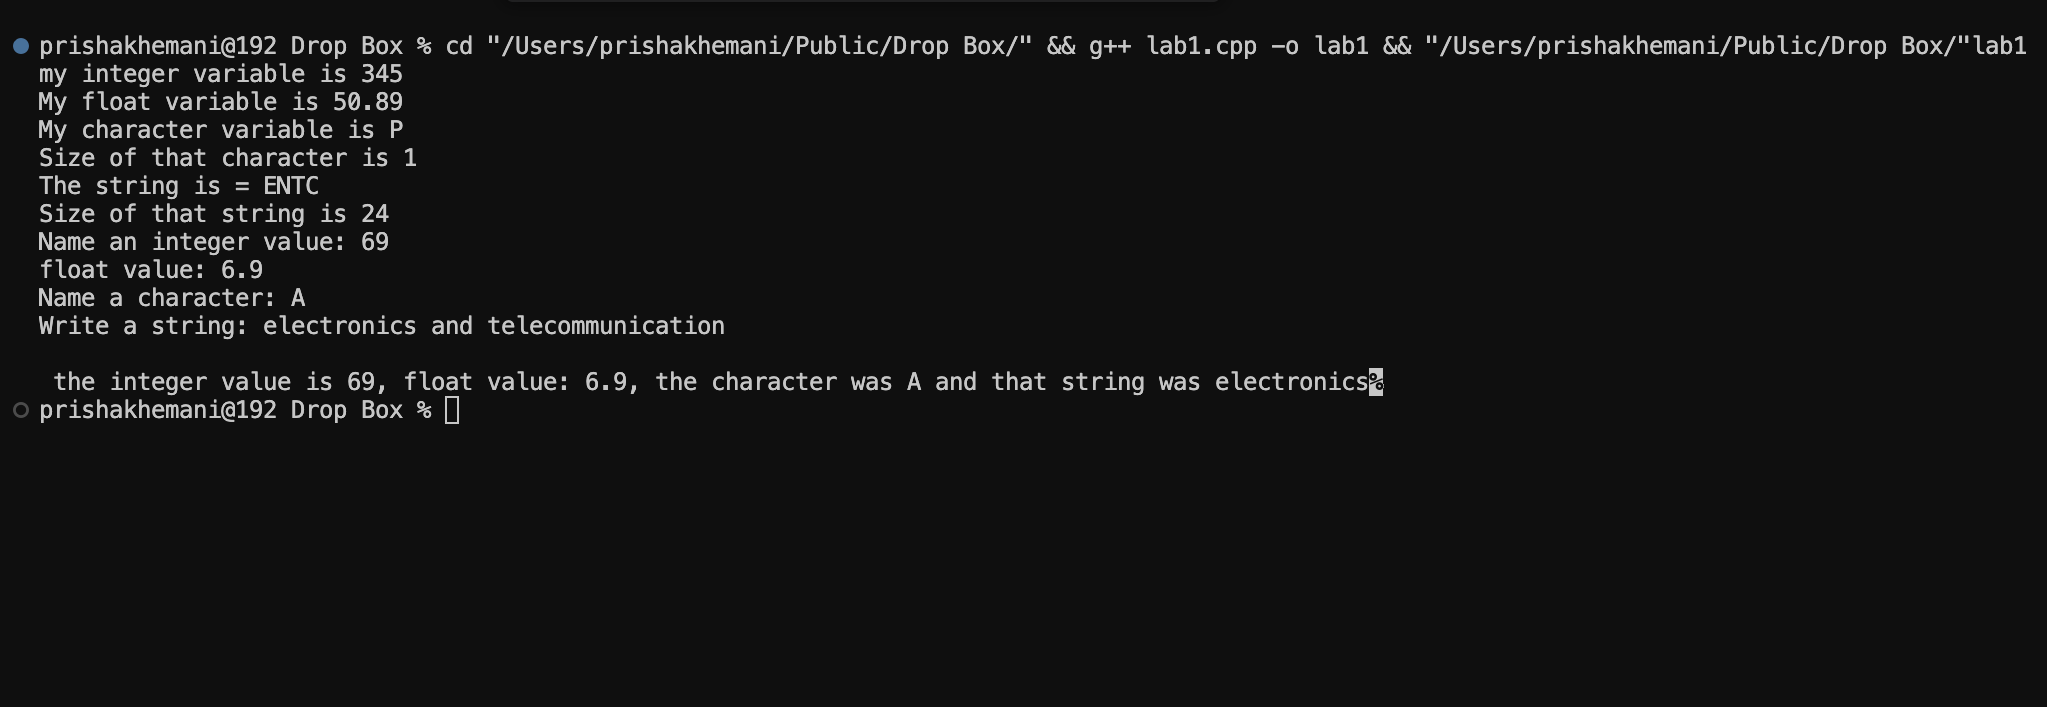 prishakhemani@192 Drop Box % cd "/Users/prishakhemani/Public/Drop Box/" && g++ lab1.cpp -o lab1 && "/Users/prishakhemani/Public/Drop Box/"lab1
my integer variable is 345
My float variable is 50.89
My character variable is P
Size of that character is 1
The string is = ENTC
Size of that string is 24
Name an integer value: 69
float value: 6.9
Name a character: A
Write a string: electronics and telecommunication
the integer value is 69, float value: 6.9, the character was A and that string was electronics%
prishakhemani@192 Drop Box %